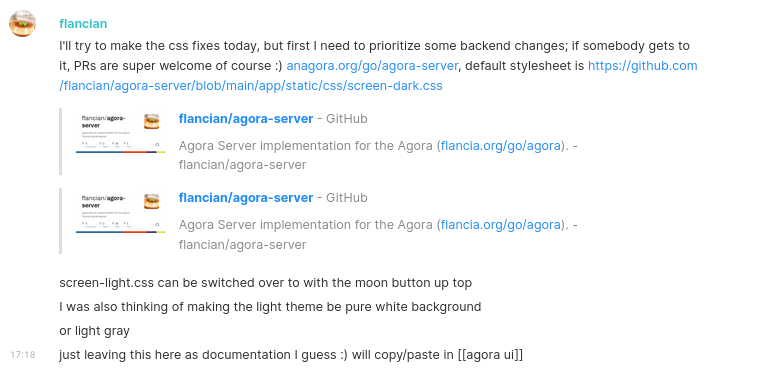 flancian
I'll try to make the css fixes today, but first I need to prioritize some backend changes; if somebody gets to
it, PRs are super welcome of course :) anagora.org/go/agora-server, default stylesheet is https://github.com
/flancian/agora-server/blob/main/app/static/css/screen-dark.css
flancian/agora-
server
flancian/agora-server - GitHub
Agora Server implementation for the Agora (flancia.org/go/agora). -
flancian/agora-server
flancian/agora-
server
flancian/agora-server - GitHub
Agora Server implementation for the Agora (flancia.org/go/agora). -
flancian/agora-server
screen-light.css can be switched over to with the moon button up top
I was also thinking of making the light theme be pure white background
or light gray
17:18 just leaving this here as documentation I guess :) will copy/paste in [[agora ui]]